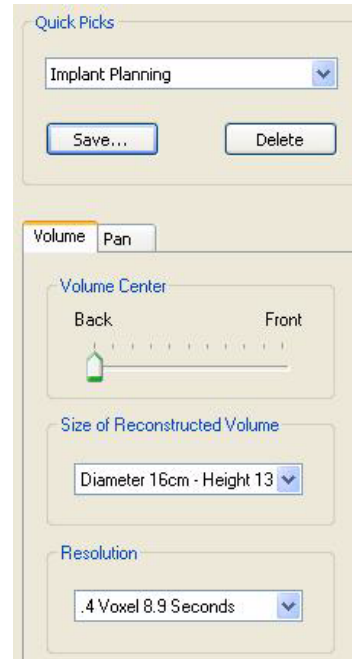 Quick Picks
Implant Planning
Save... Delete
Volume Pan
Volume Center
Back Front
Size of Reconstructed Volume
Diameter 16cm - Height 13
Resolution
.4 Voxel 8.9 Seconds